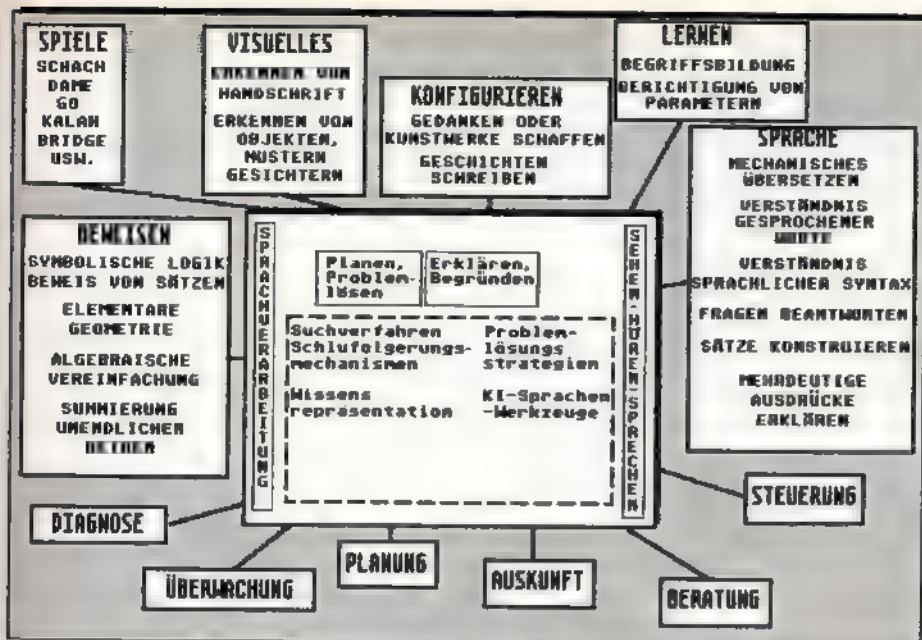 SPIELE
SCHACH
DAME
GO
KALAH
BRIDGE
USW.
VISUELLES
ERKENNEN VON
HANDSCHRIFT
ERKENNEN VON
OBJEKTEN,
MUSTERN
GESICHTERN
KONFIGURIEREN
GEDANKEN ODER
KUNSTWERKE SCHAFFEN
GESCHICHTEN
SCHREIBEN
LERNEN
BEGRIFFSBILDUNG
BERICHTIGUNG VON
PARAMETERN
SPRACHE
MECHANISCHES
ÜBERSETZEN
VERSTÄNDNIS
GESPROCHENER
WORTE
VERSTÄNDNIS
SPRACHLICHER SYNTAX
FRAGEN BEANTWORTEN
SÄTZE KONSTRUIEREN
MEHRDEUTIGE
AUSDRÜCKE
ERKLÄREN
BEWEISEN
SYMBOLISCHE LOGIK
BEWEIS VON SÄTZEN
ELEMENTARE
GEOMETRIE
ALGEBRAISCHE
VEREINFACHUNG
SUMMIERUNG
UNENDLICHEN
SPRACHVERARBEITUNG
Planen,
Problem-
lösen
Erklären,
Begründen
Suchverfahren
Schlufolgerungs-
mechanismen
Problem-
lösungs
strategien
Wissens
repräsentation
KI-Sprachen
-Werkzeuge
SEHEN-HÖREN-SPRECHEN
DIAGNOSE
ÜBERWACHUNG
PLANUNG
AUSKUNFT
BERATUNG
STEUERUNG